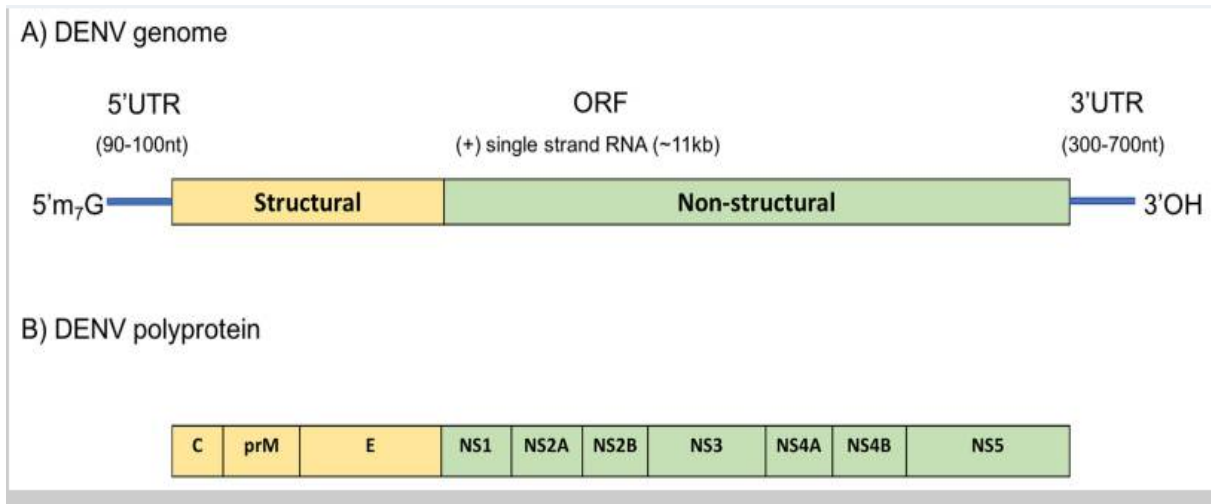 A) DENV genome
5'UTR ORF 3'UTR
(90-100nt) (+) single strand RNA (~11kb) (300-700nt)
5'm₇G Structural Non-structural 3'OH
B) DENV polyprotein
C prM E NS1 NS2A NS2B NS3 NS4A NS4B NS5